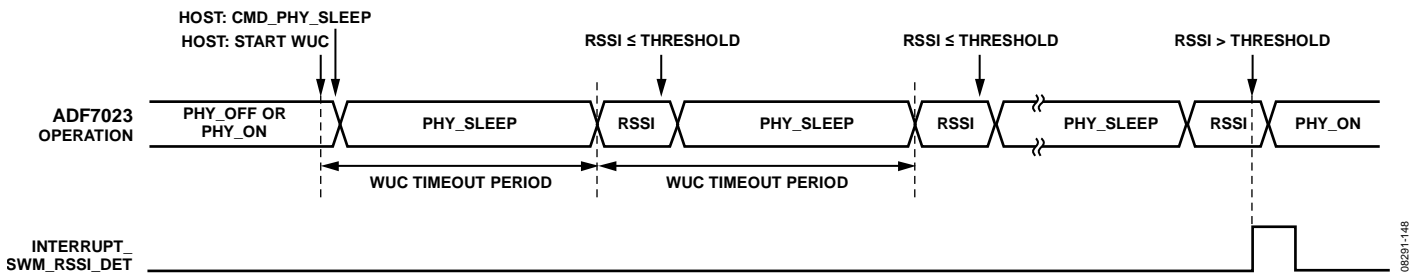 HOST: CMD_PHY_SLEEP
HOST: START WUC
RSSI ≤ THRESHOLD
RSSI ≤ THRESHOLD
RSSI > THRESHOLD
ADF7023
OPERATION
PHY_OFF OR
PHY_ON
PHY_SLEEP
RSSI
PHY_SLEEP
RSSI
PHY_SLEEP
RSSI
PHY_ON
WUC TIMEOUT PERIOD
WUC TIMEOUT PERIOD
INTERRUPT_
SWM_RSSI_DET
08291-148